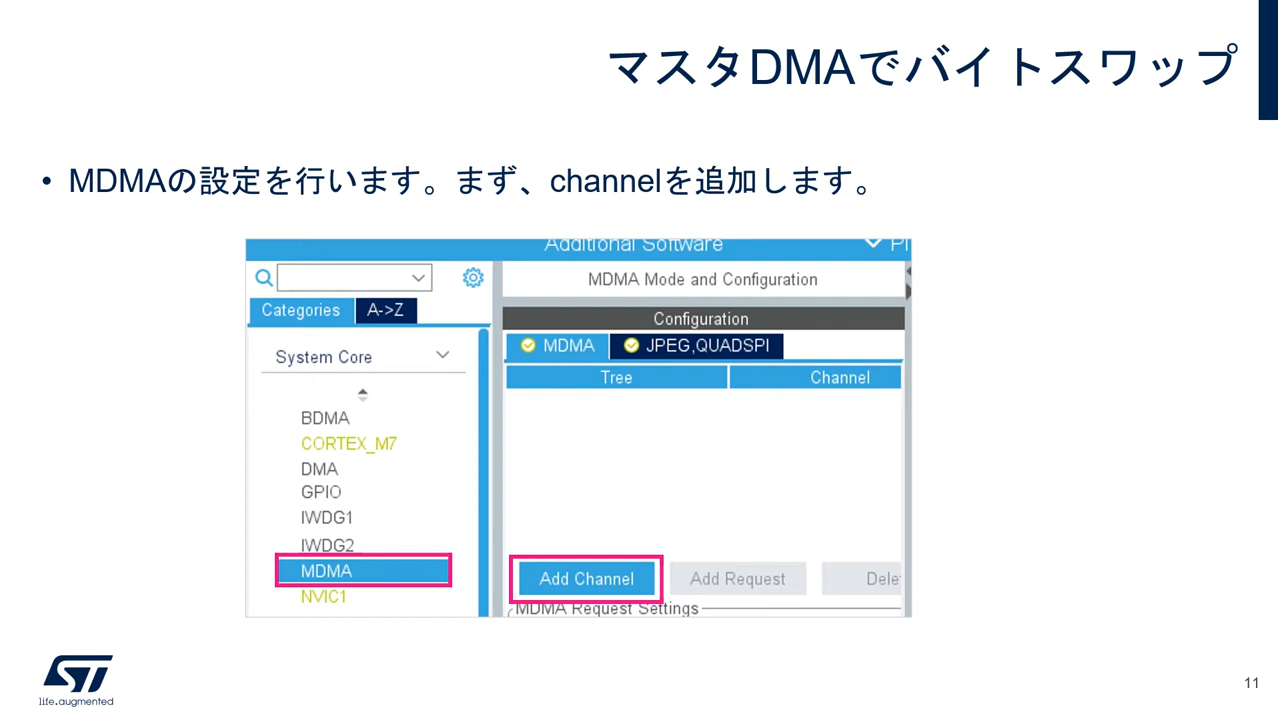 マスタDMAでバイトスワップ
• MDMAの設定を行います。まず、channelを追加します。
Additional Software
MDMA Mode and Configuration
Categories A->Z
Configuration
MDMA JPEG,QUADSPI
System Core
Tree Channel
BDMA
CORTEX_M7
DMA
GPIO
IWDG1
IWDG2
MDMA
NVIC1
Add Channel Add Request Dele
MDMA Request Settings
ST
life.augmented
11